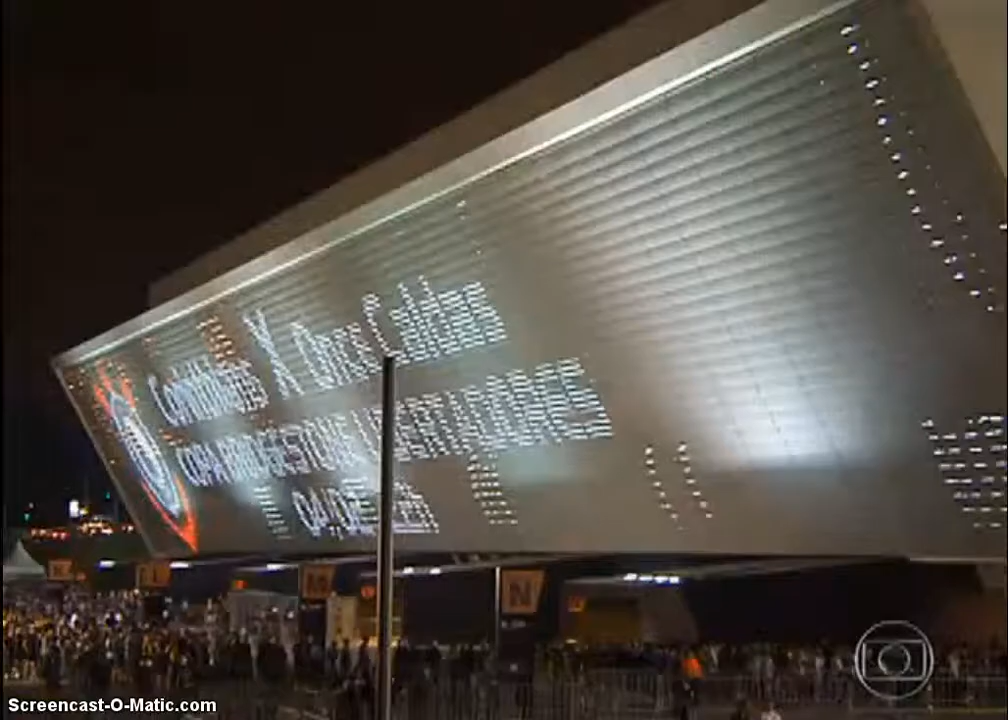 Corinthians X Once Caldas
COPA BRIDGESTONE LIBERTADORES
M
N
Screencast-O-Matic.com